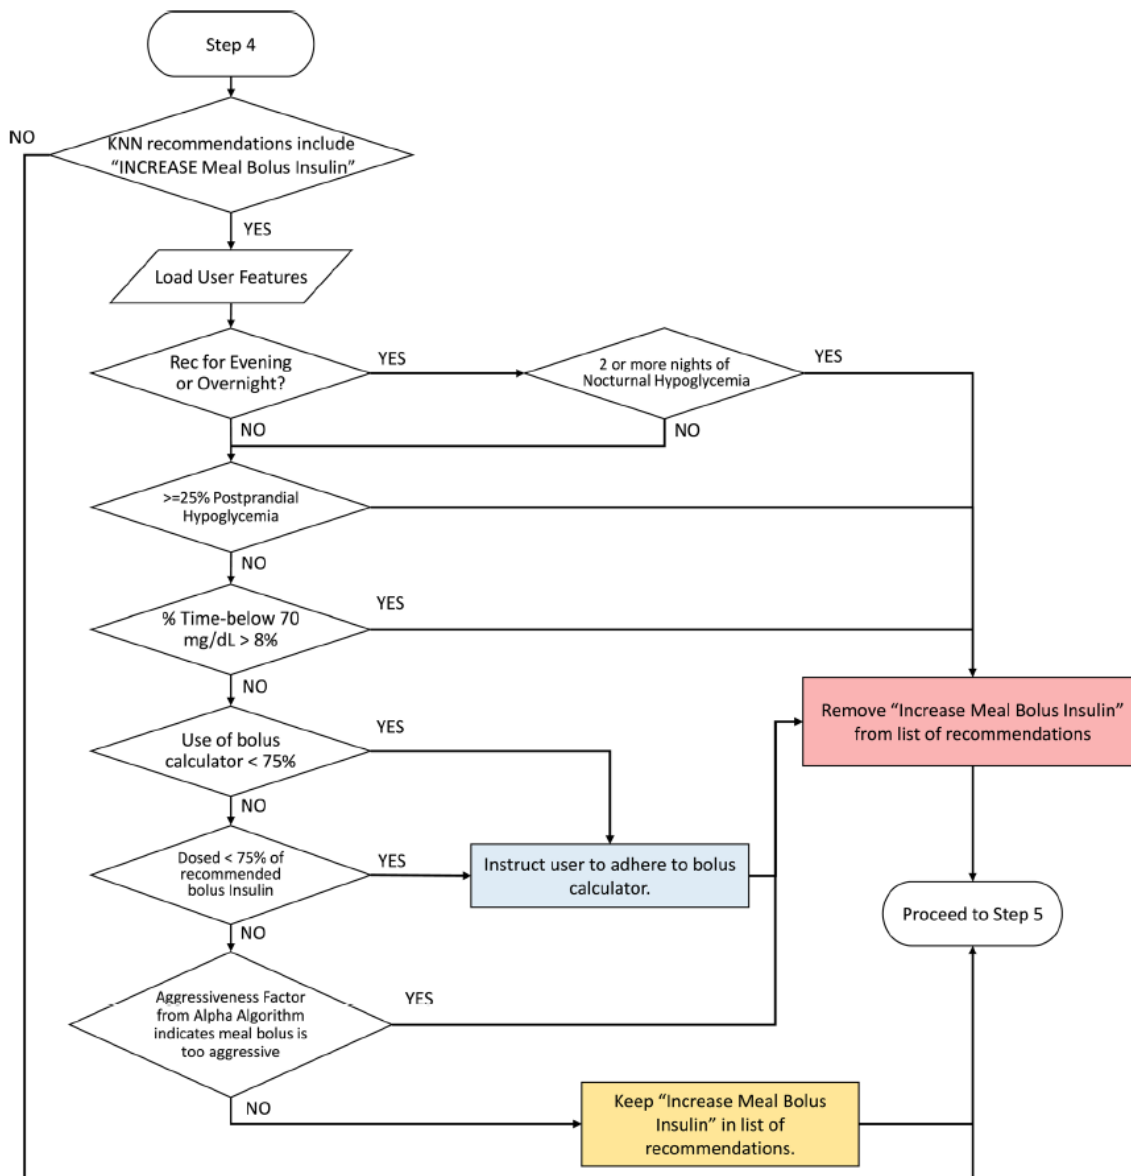 Step 4
NO
KNN recommendations include
“INCREASE Meal Bolus Insulin”
YES
Load User Features
Rec for Evening
or Overnight?
YES
2 or more nights of
Nocturnal Hypoglycemia
YES
NO
NO
>=25% Postprandial
Hypoglycemia
NO
% Time-below 70
mg/dL > 8%
YES
NO
Remove “Increase Meal Bolus Insulin”
from list of recommendations
Use of bolus
calculator < 75%
YES
NO
Dosed < 75% of
recommended
bolus Insulin
YES
Instruct user to adhere to bolus
calculator.
Proceed to Step 5
NO
Aggressiveness Factor
from Alpha Algorithm
indicates meal bolus is
too aggressive
YES
NO
Keep “Increase Meal Bolus
Insulin” in list of
recommendations.